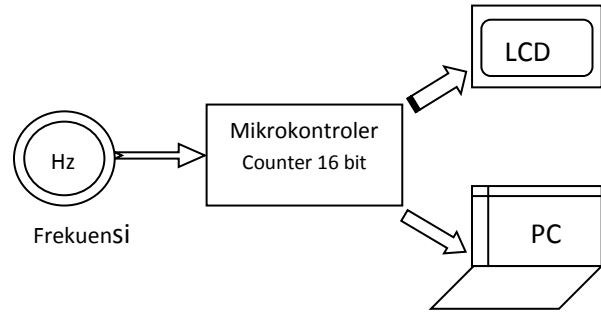 LCD
Mikrokontroler
Counter 16 bit
Hz
Frekuensi
PC